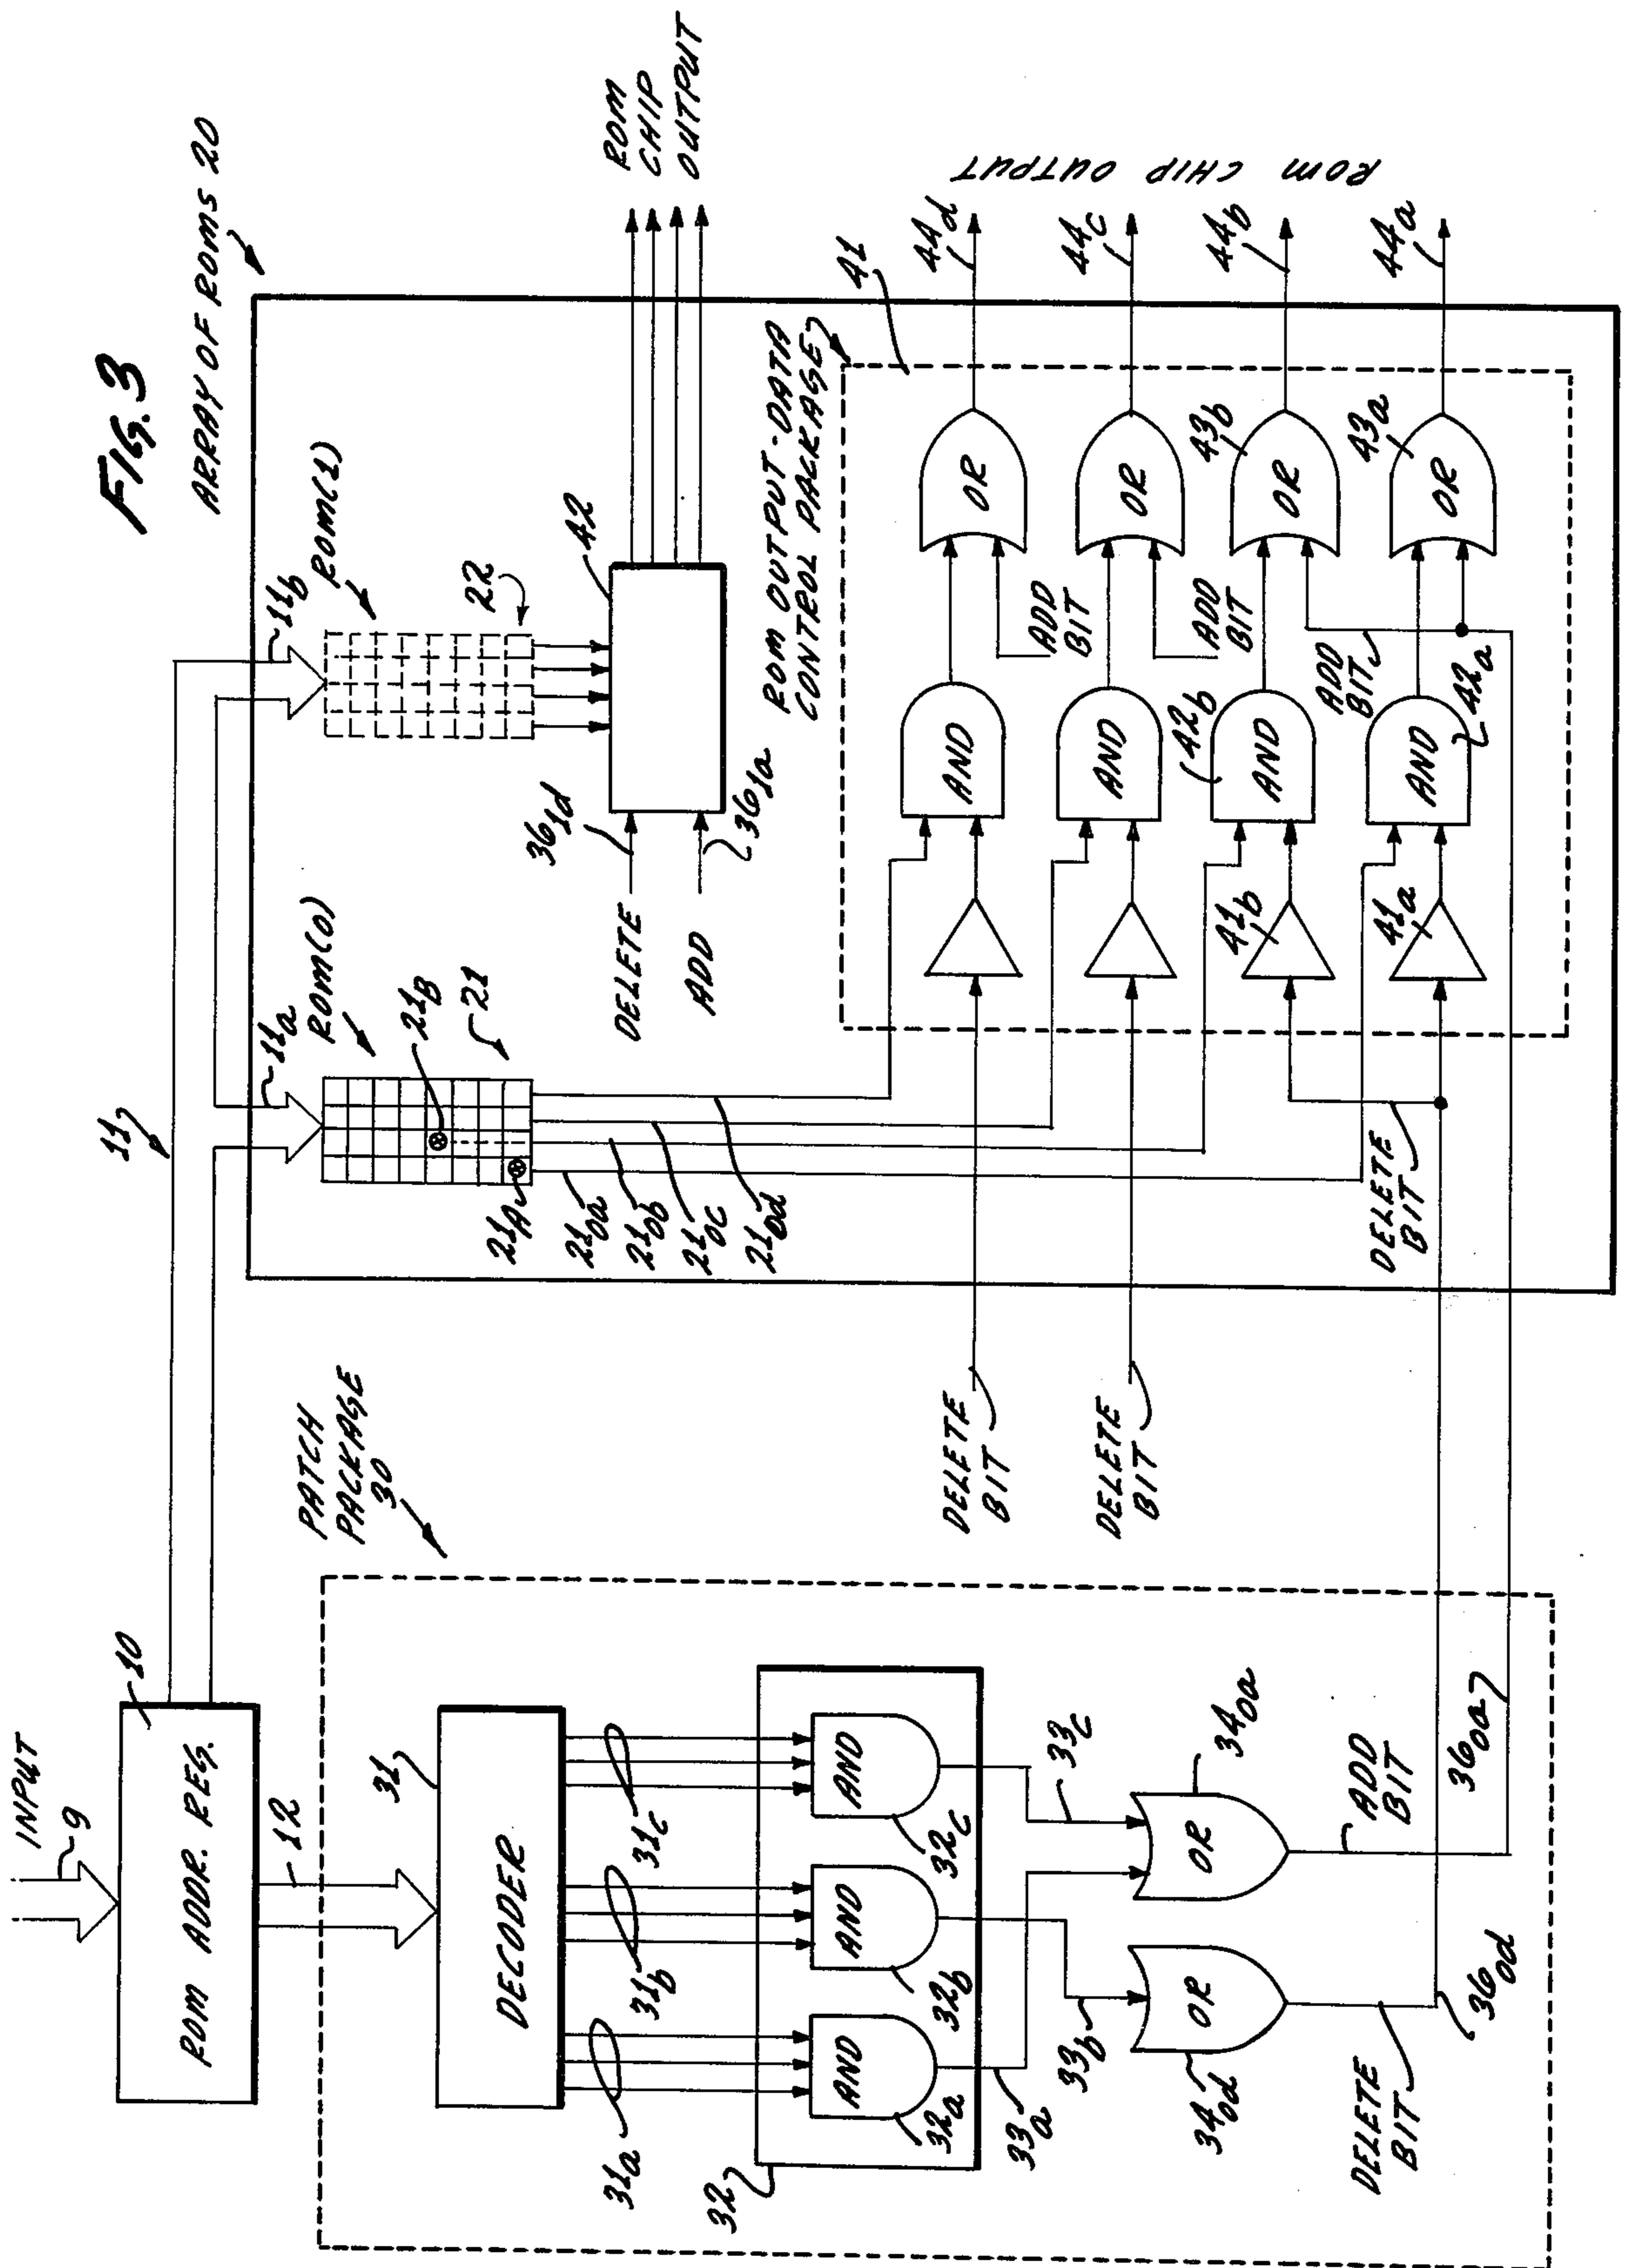 FIG. 3
ARRAY OF ROMS 20
INPUT
9
10
ROM ADDR. REG.
11
12
11a
11b
ROM(0)
ROM(1)
21B
21
22
21A
210a
210b
210c
210d
361d
DELETE
ADD
361a
42
ROM
CHIP
OUTPUT
PATCH
PACKAGE
30
31
DECODER
31a
31b
31c
32
AND
AND
AND
32a
32b
32c
33a
33b
33c
OR
OR
340d
340a
DELETE
BIT
360d
ADD
BIT
360a
DELETE
BIT
DELETE
BIT
DELETE
BIT
ROM OUTPUT-DATA
CONTROL PACKAGE
41
41b
41a
AND
AND
AND
AND
42b
42a
ADD
BIT
ADD
BIT
ADD
BIT
OR
OR
OR
OR
43b
43a
44d
44c
44b
44a
ROM CHIP OUTPUT